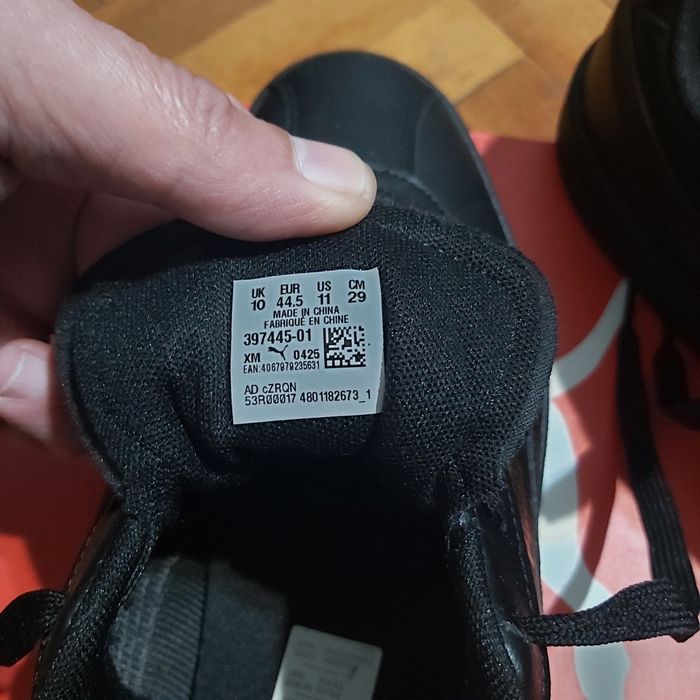 UK EUR US CM
10 44.5 11 29
MADE IN CHINA
FABRIQUÉ EN CHINE
397445-01
XM 0425
EAN:4067979235631
AD cZRQN
53R00017 4801182673_1